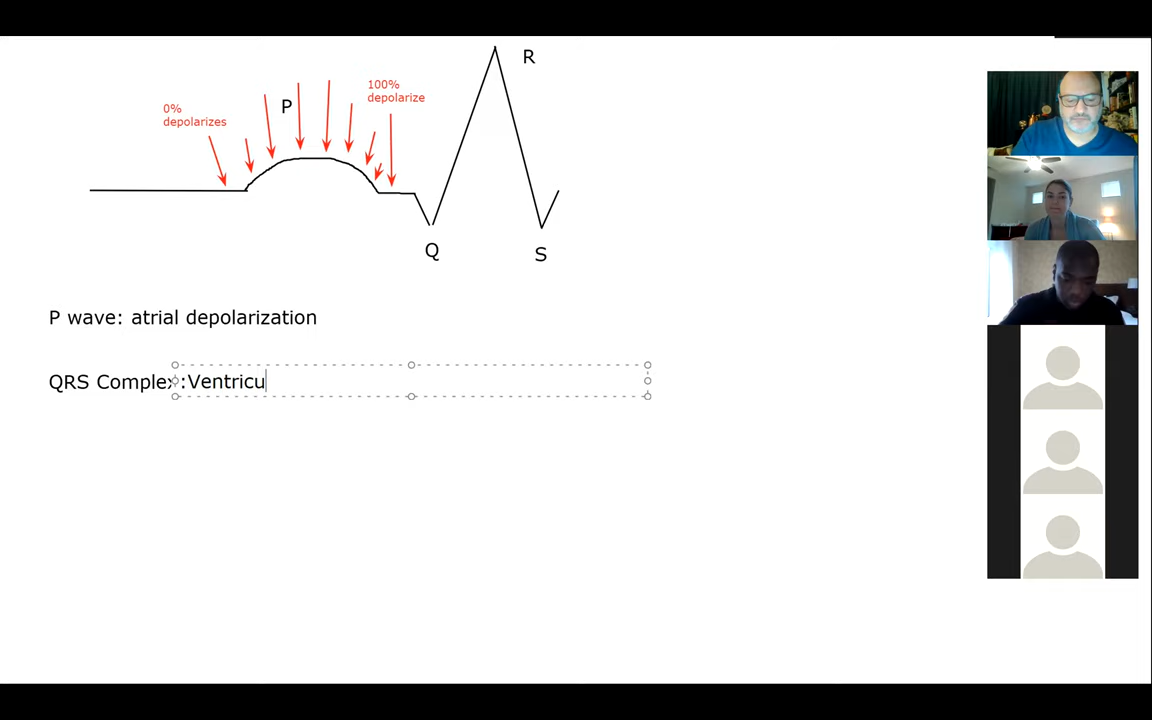 R
100%
depolarize
P
0%
depolarizes
Q
S
P wave: atrial depolarization
QRS Complex :Ventricu